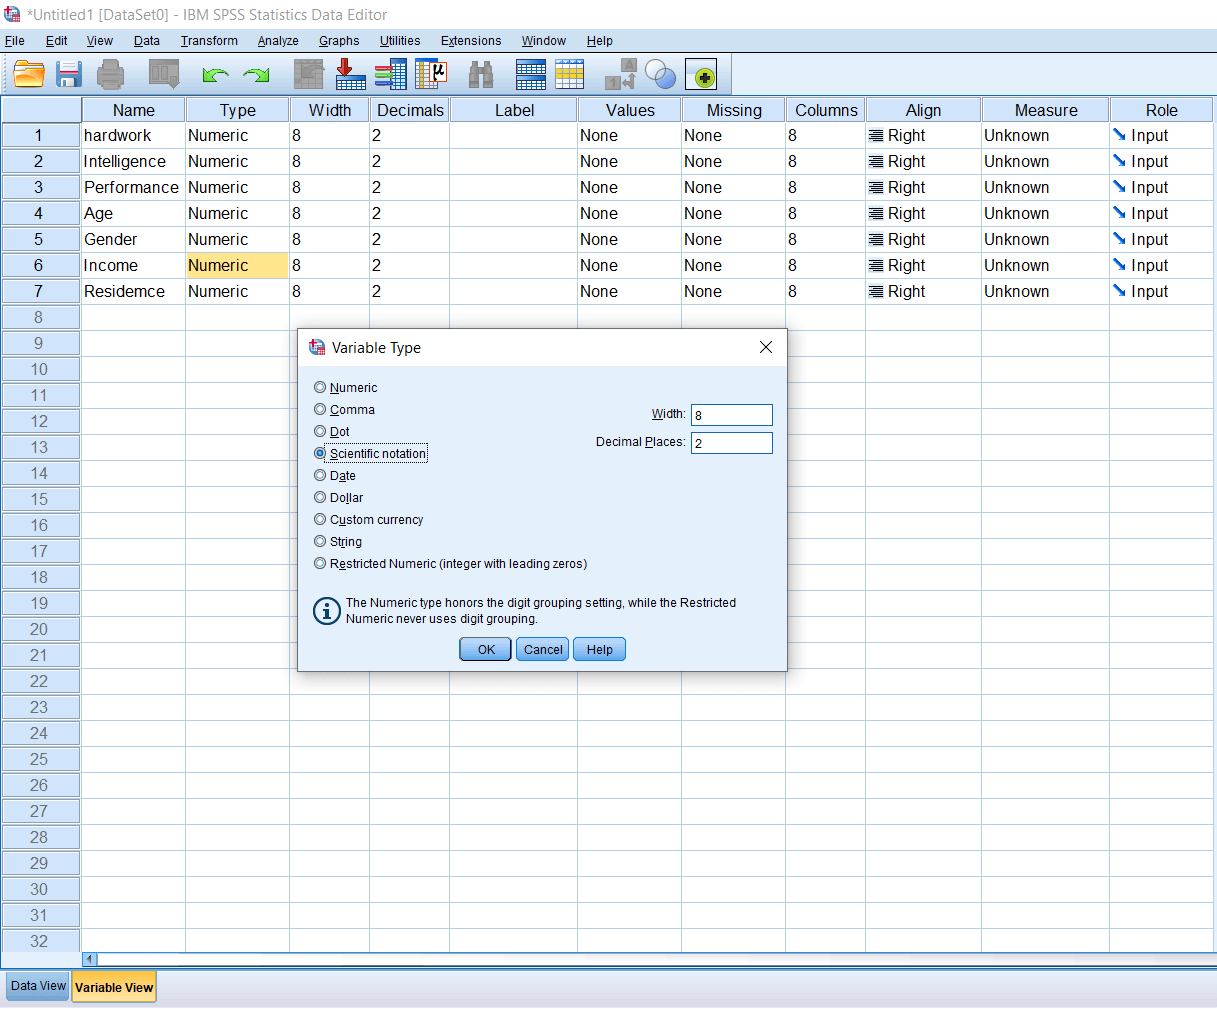 *Untitled1 [DataSet0] - IBM SPSS Statistics Data Editor
File Edit View Data Transform Analyze Graphs Utilities Extensions Window Help
Name Type Width Decimals Label Values Missing Columns Align Measure Role
1 hardwork Numeric 8 2 None None 8 Right Unknown Input
2 Intelligence Numeric 8 2 None None 8 Right Unknown Input
3 Performance Numeric 8 2 None None 8 Right Unknown Input
4 Age Numeric 8 2 None None 8 Right Unknown Input
5 Gender Numeric 8 2 None None 8 Right Unknown Input
6 Income Numeric 8 2 None None 8 Right Unknown Input
7 Residemce Numeric 8 2 None None 8 Right Unknown Input
8
9
10
11
12
13
14
15
16
17
18
19
20
21
22
23
24
25
26
27
28
29
30
31
32
Variable Type
Numeric
Comma
Dot
Scientific notation
Date
Dollar
Custom currency
String
Restricted Numeric (integer with leading zeros)
Width: 8
Decimal Places: 2
The Numeric type honors the digit grouping setting, while the Restricted
Numeric never uses digit grouping.
OK Cancel Help
Data View Variable View